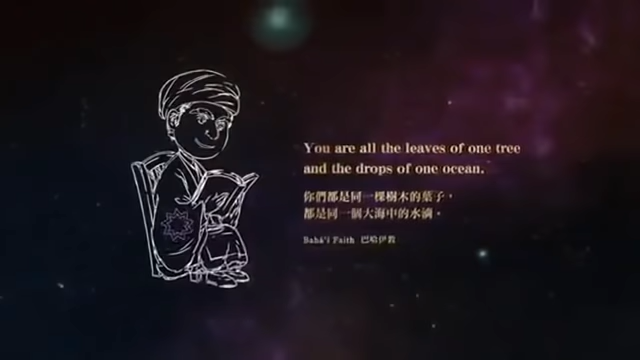 You are all the leaves of one tree
and the drops of one ocean.
你們都是同一棵樹木的葉子，
都是同一個大海中的水滴。
Bahá'í Faith 巴哈伊教